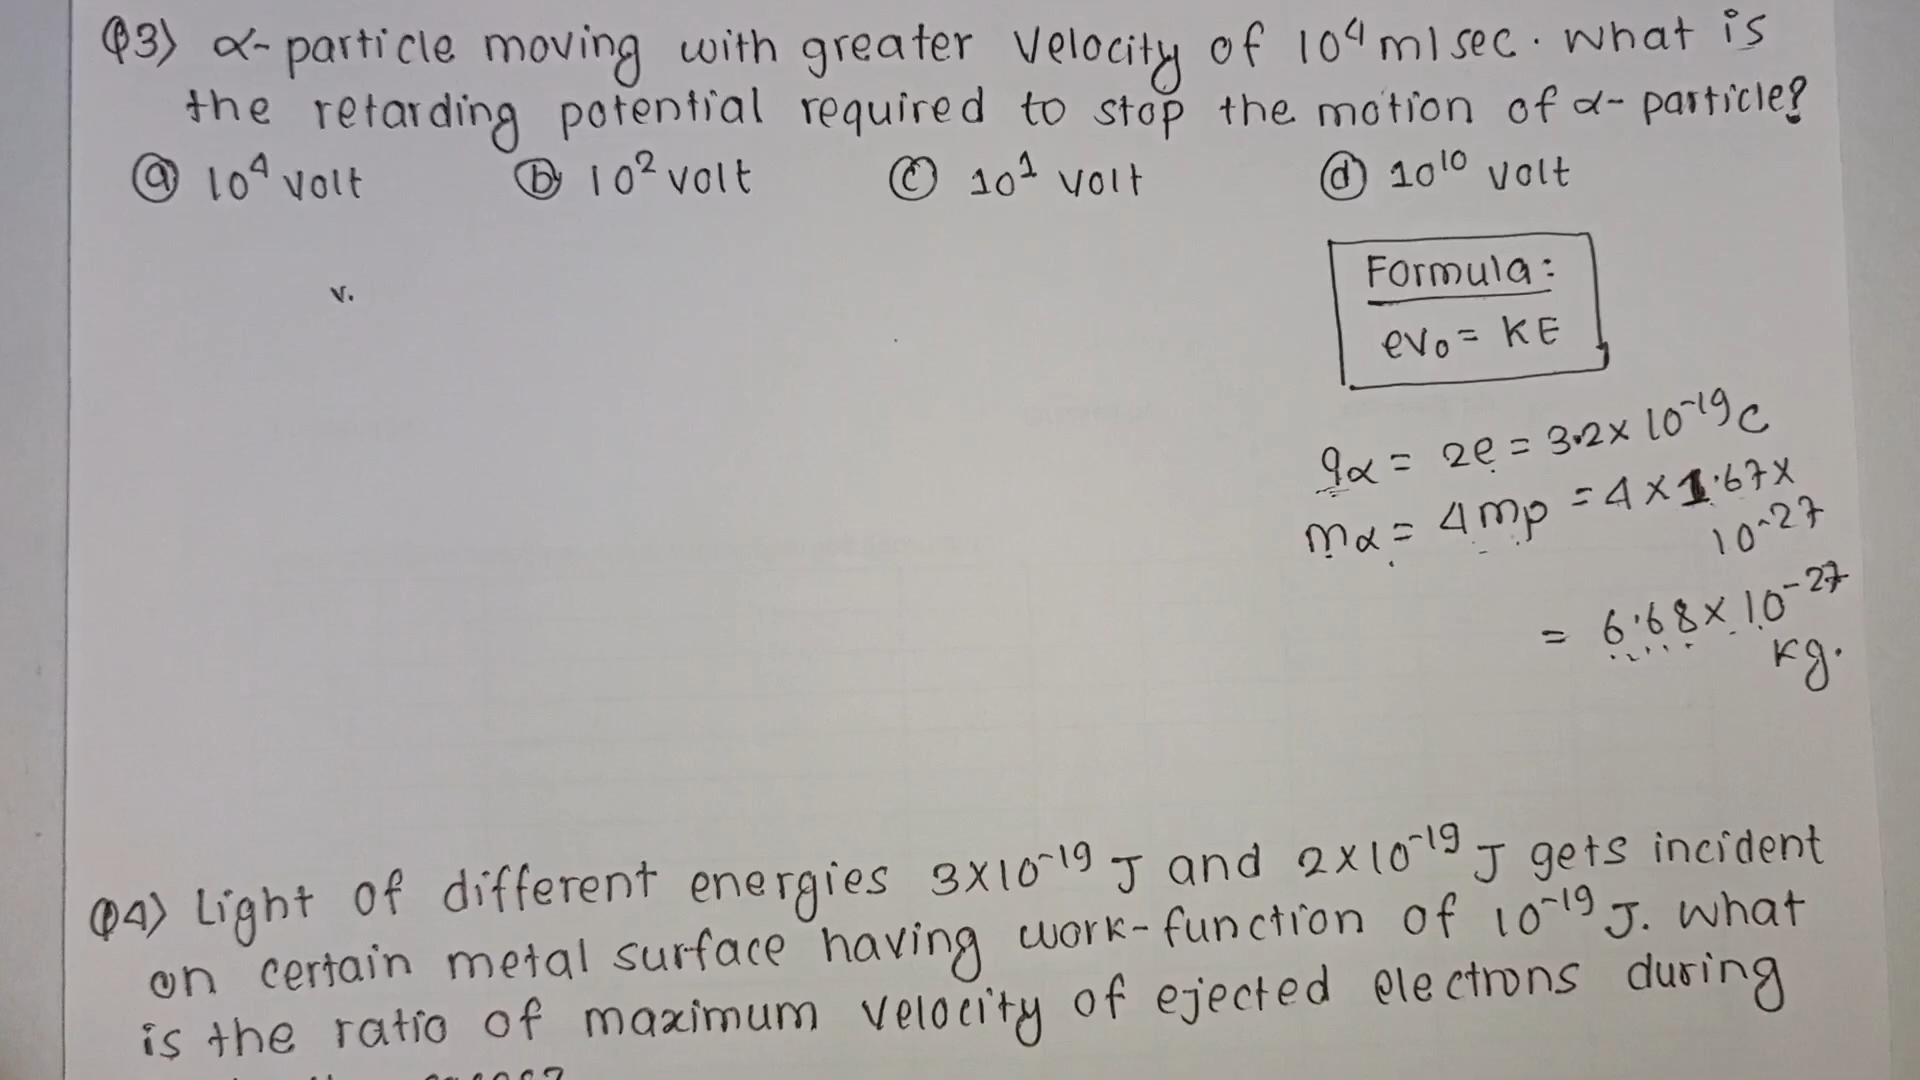 Q3) α-particle moving with greater velocity of 10⁴ m/sec. what is
the retarding potential required to stop the motion of α-particle?
ⓐ 10⁴ volt ⓑ 10² volt ⓒ 10¹ volt ⓓ 10¹⁰ volt
Formula:
v.
ev₀ = KE
qα = 2e = 3.2 × 10⁻¹⁹ C
mα = 4mp = 4 × 1.67 ×
10⁻²⁷
= 6.68 × 10⁻²⁷
kg.
Q4) Light of different energies 3×10⁻¹⁹ J and 2×10⁻¹⁹ J gets incident
on certain metal surface having work-function of 10⁻¹⁹ J. what
is the ratio of maximum velocity of ejected electrons during